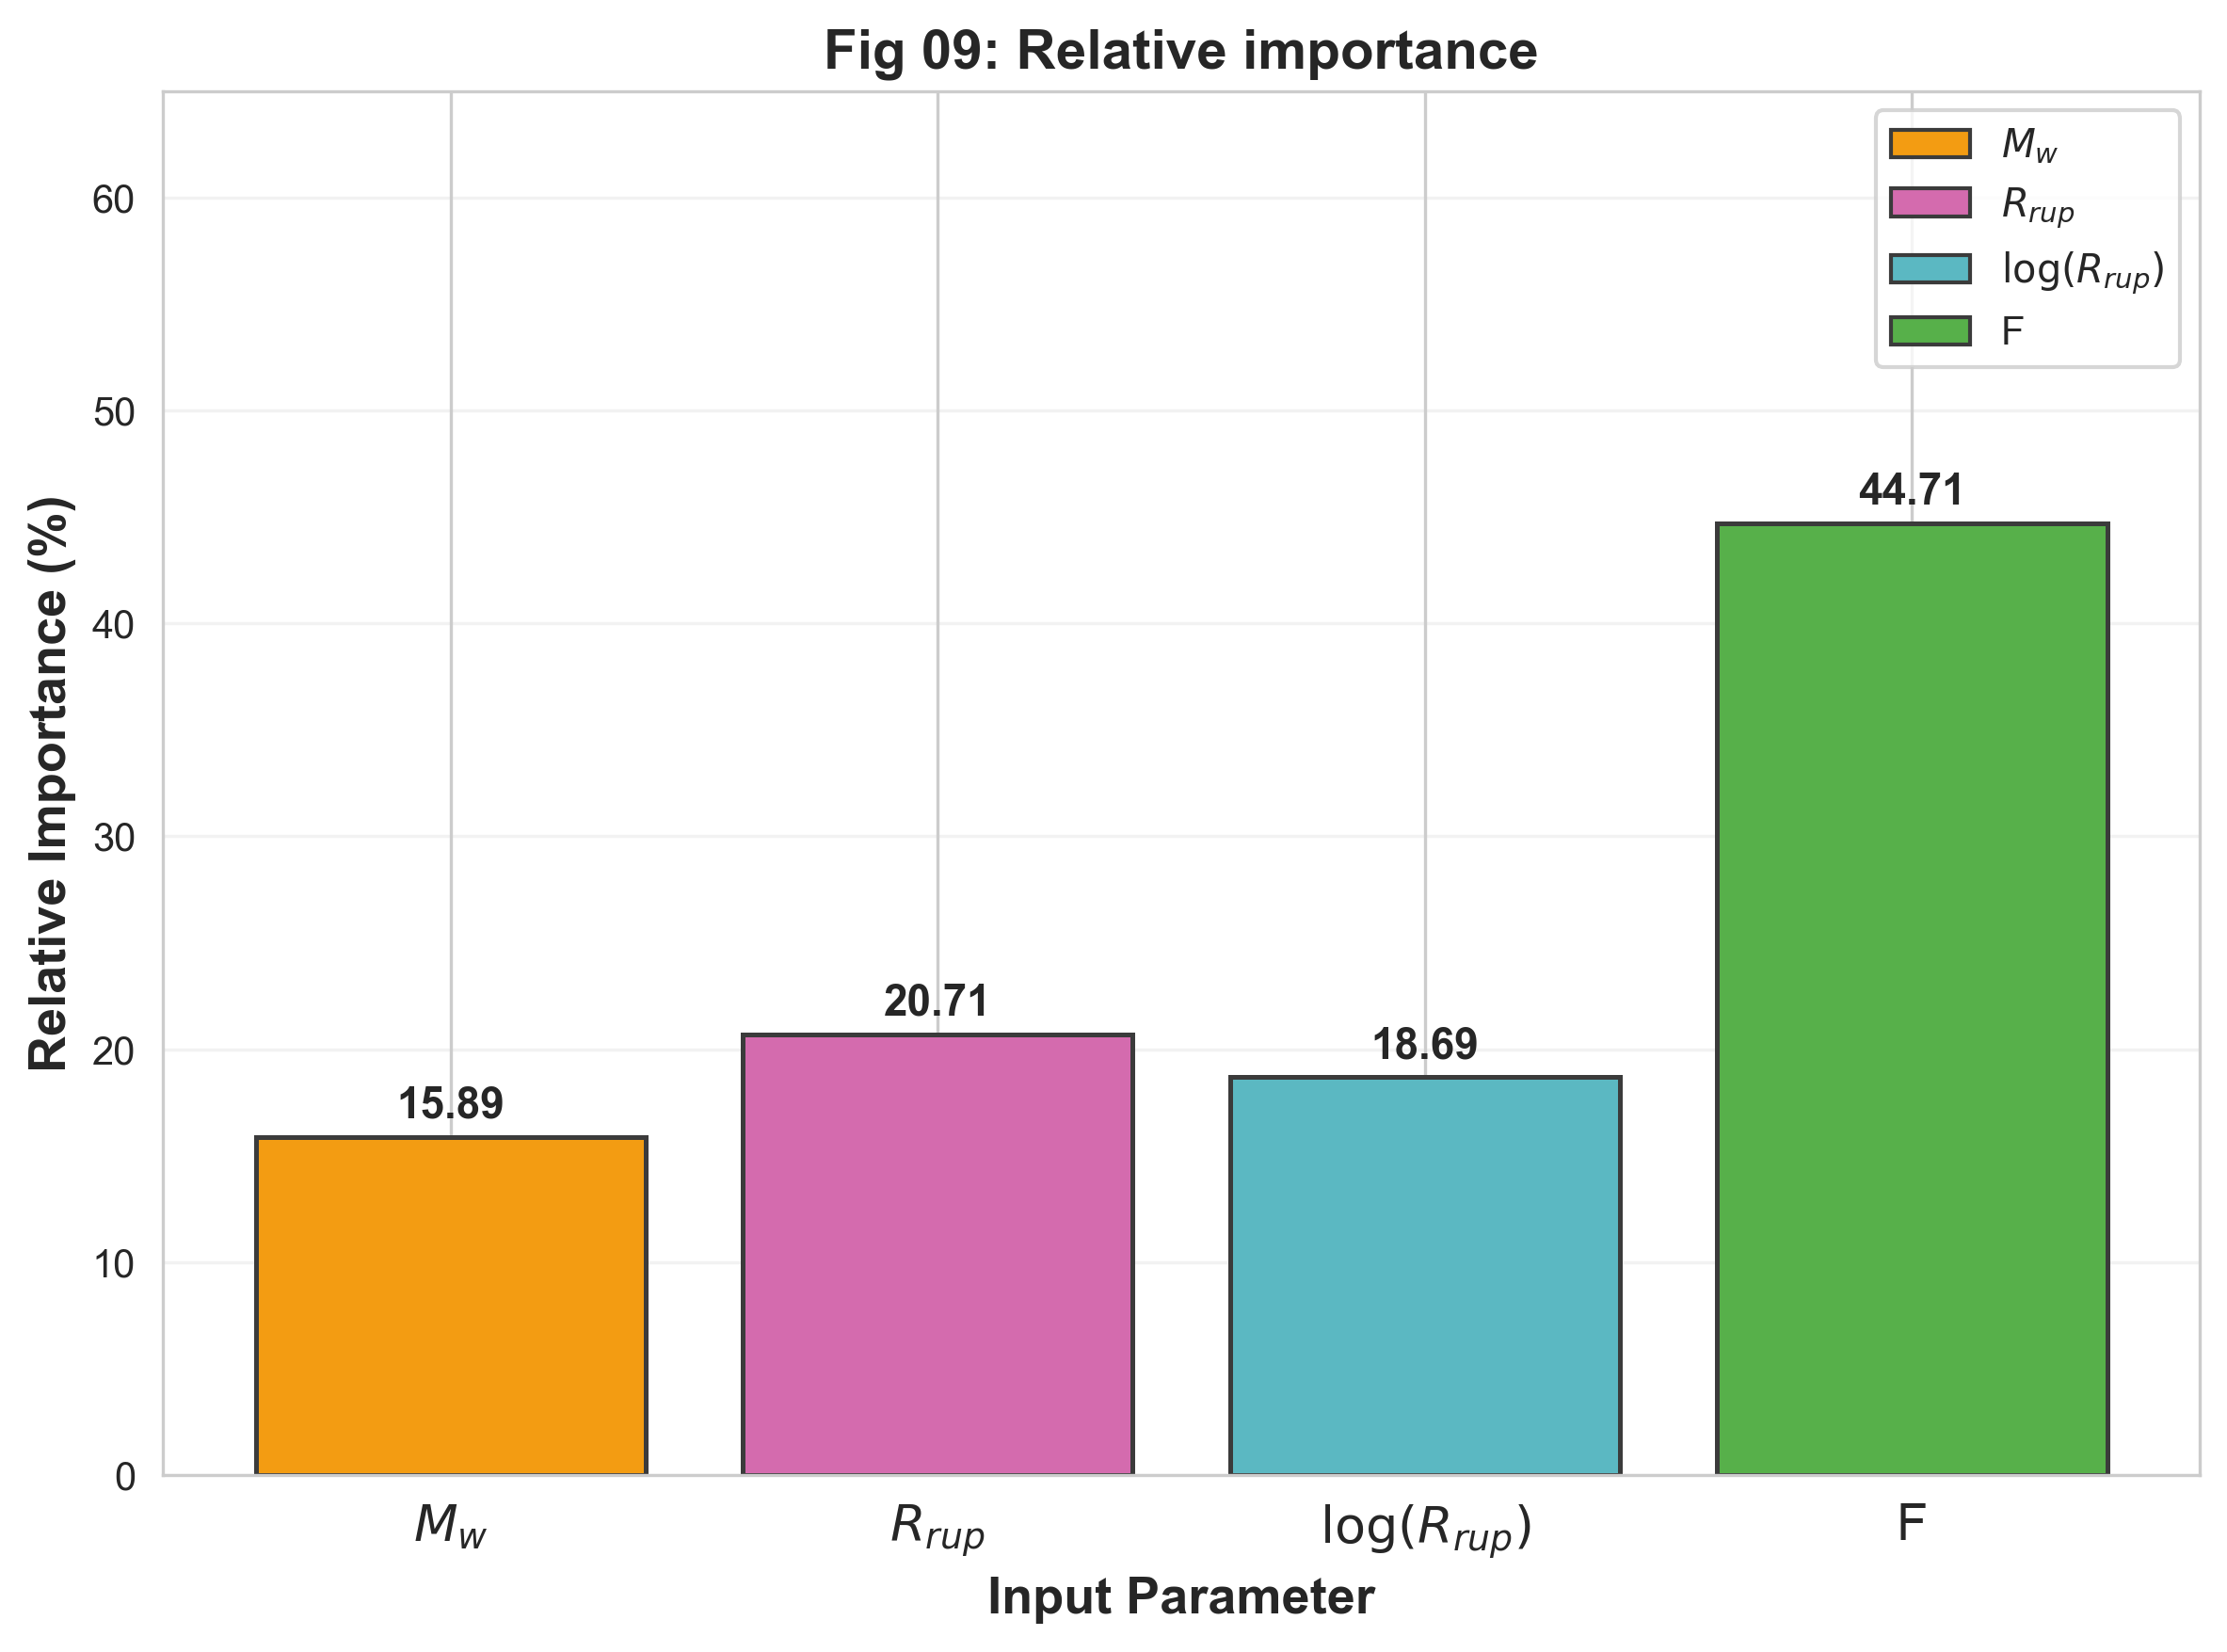 Fig 09: Relative importance
Relative Importance (%)
60
50
40
30
20
10
0
M_w
R_rup
log(R_rup)
F
44.71
20.71
18.69
15.89
M_w
R_rup
log(R_rup)
F
Input Parameter